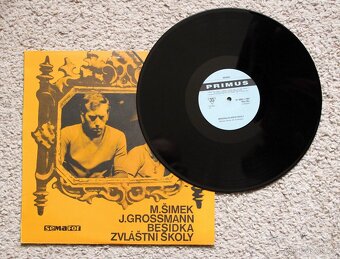 M. ŠIMEK
J. GROSSMANN
BESÍDKA
ZVLÁŠTNÍ ŠKOLY
semafor
PRIMUS